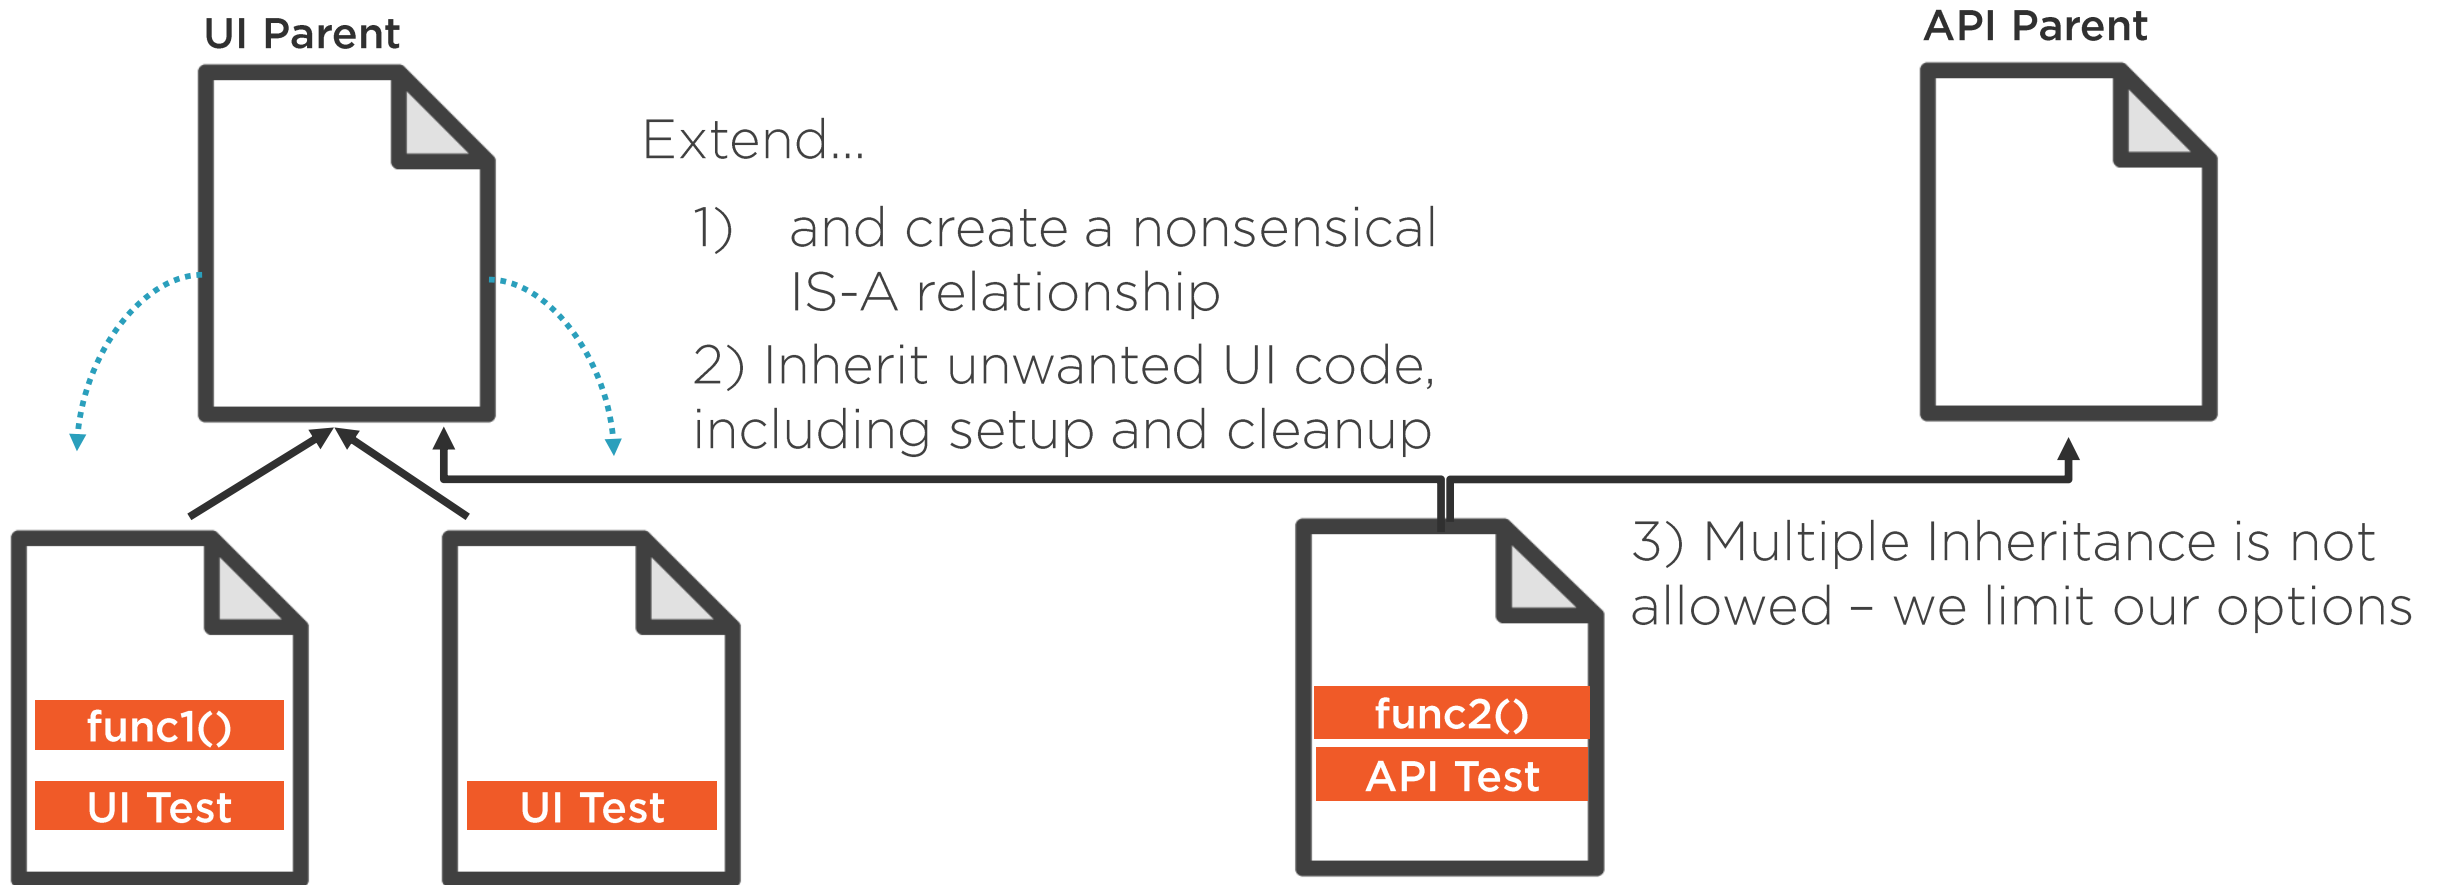 UI Parent
API Parent
Extend...
1) and create a nonsensical
IS-A relationship
2) Inherit unwanted UI code,
including setup and cleanup
3) Multiple Inheritance is not
allowed – we limit our options
func1()
UI Test
UI Test
func2()
API Test